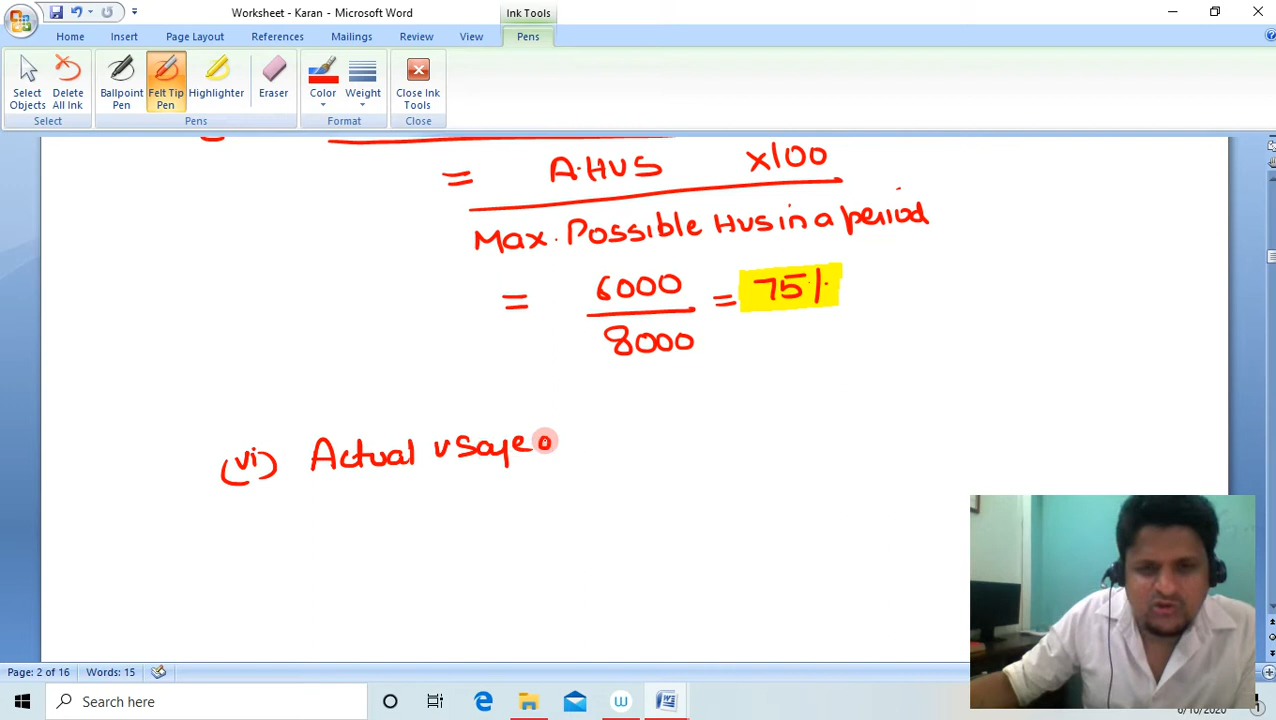 Worksheet - Karan - Microsoft Word
Ink Tools
Home Insert Page Layout References Mailings Review View Pens
Select Objects
Delete All Ink
Ballpoint Pen
Felt Tip Pen
Highlighter
Eraser
Color
Weight
Close Ink Tools
Select Pens Format Close
= A.HUS x100
Max. Possible Hus in a period
= 6000 = 75%
8000
(vi) Actual usage o
Page: 2 of 16 Words: 15
Search here
6/10/2020